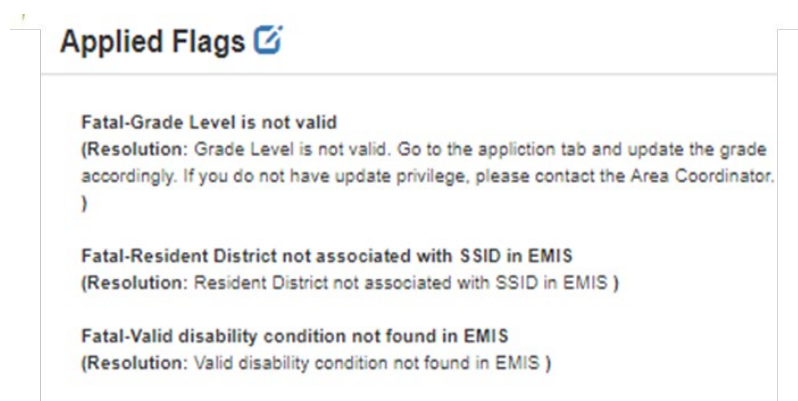 Applied Flags
Fatal-Grade Level is not valid
(Resolution: Grade Level is not valid. Go to the appliction tab and update the grade
accordingly. If you do not have update privilege, please contact the Area Coordinator.
)
Fatal-Resident District not associated with SSID in EMIS
(Resolution: Resident District not associated with SSID in EMIS )
Fatal-Valid disability condition not found in EMIS
(Resolution: Valid disability condition not found in EMIS )